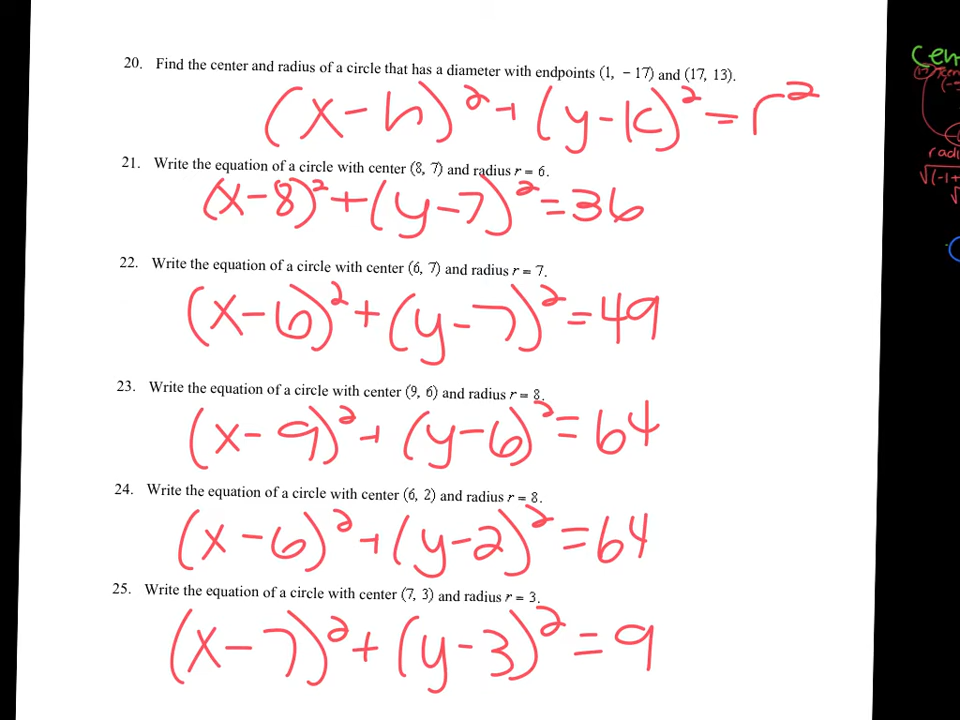 20. Find the center and radius of a circle that has a diameter with endpoints (1, − 17) and (17, 13).
(x-h)²+(y-k)²=r²
21. Write the equation of a circle with center (8, 7) and radius r = 6.
(x-8)²+(y-7)²=36
22. Write the equation of a circle with center (6, 7) and radius r = 7.
(x-6)²+(y-7)²=49
23. Write the equation of a circle with center (9, 6) and radius r = 8.
(x-9)²+(y-6)²=64
24. Write the equation of a circle with center (6, 2) and radius r = 8.
(x-6)²+(y-2)²=64
25. Write the equation of a circle with center (7, 3) and radius r = 3.
(x-7)²+(y-3)²=9
Cen
radi
√(-1+